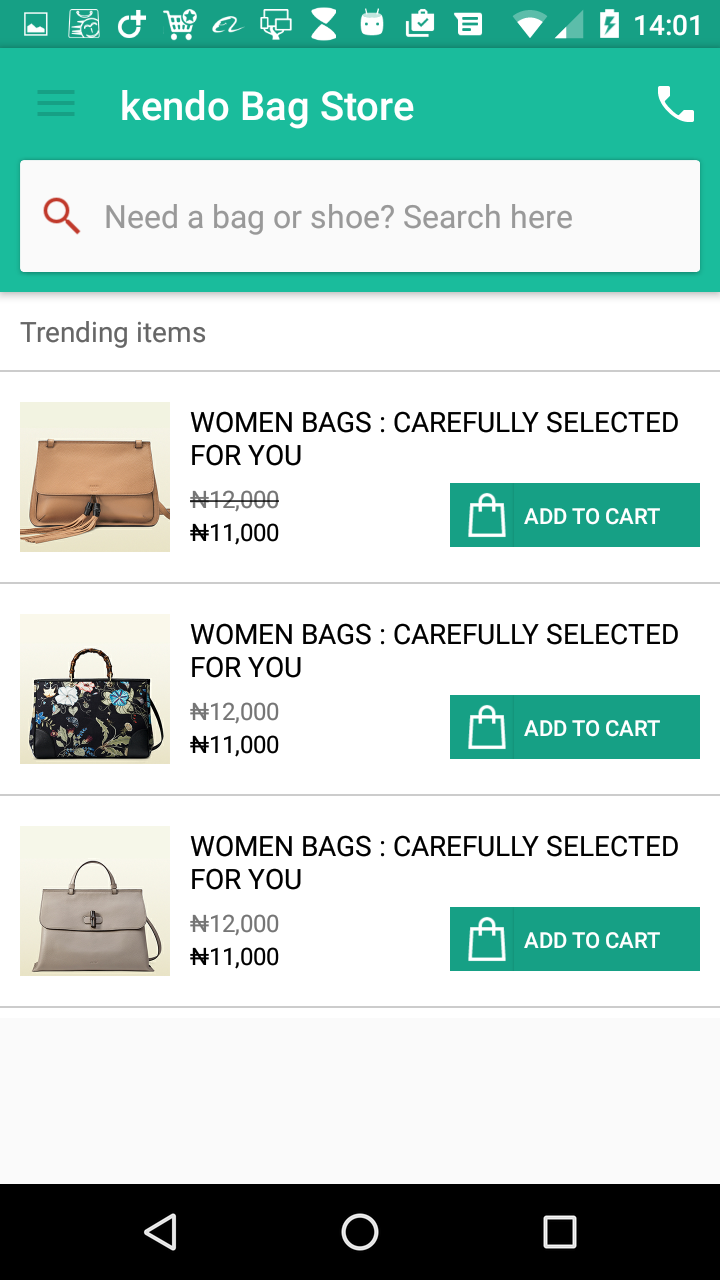 14:01
kendo Bag Store
Need a bag or shoe? Search here
Trending items
WOMEN BAGS : CAREFULLY SELECTED
FOR YOU
₦12,000
₦11,000
ADD TO CART
WOMEN BAGS : CAREFULLY SELECTED
FOR YOU
₦12,000
₦11,000
ADD TO CART
WOMEN BAGS : CAREFULLY SELECTED
FOR YOU
₦12,000
₦11,000
ADD TO CART